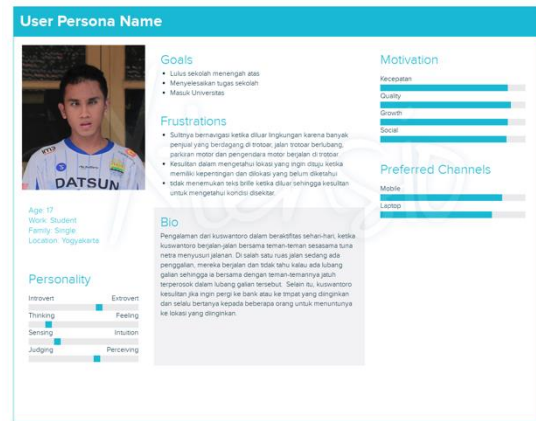 User Persona Name
DATSUN
Age: 17
Work: Student
Family: Single
Location: Yogyakarta
Personality
Introvert Extrovert
Thinking Feeling
Sensing Intuition
Judging Perceiving
Goals
Lulus sekolah menengah atas
Menyelesaikan tugas sekolah
Masuk Universitas
Frustrations
Sulitnya bernavigasi ketika diluar lingkungan karena banyak
penjual yang berdagang di trotoar, jalan trotoar berlubang,
parkiran motor dan pengendara motor berjalan di trotoar.
Kesulitan dalam mengetahui lokasi yang ingin dituju ketika
memiliki kepentingan dan dilokasi yang belum diketahui
tidak menemukan teks brille ketika diluar sehingga kesulitan
untuk mengetahui kondisi disekitar.
Bio
Pengalaman dari kuswantoro dalam beraktifitas sehari-hari, ketika
kuswantoro berjalan-jalan bersama teman-teman sesasama tuna
netra menyusuri jalanan. Di salah satu ruas jalan sedang ada
penggalian, mereka berjalan dan tidak tahu kalau ada lubang
galian sehingga ia bersama dengan teman-temannya jatuh
terperosok dalam lubang galian tersebut. Selain itu, kuswantoro
kesulitan jika ingin pergi ke bank atau ke tmpat yang diinginkan
dan selalu bertanya kepada beberapa orang untuk menuntunya
ke lokasi yang diinginkan.
Motivation
Kecepatan
Quality
Growth
Social
Preferred Channels
Mobile
Laptop